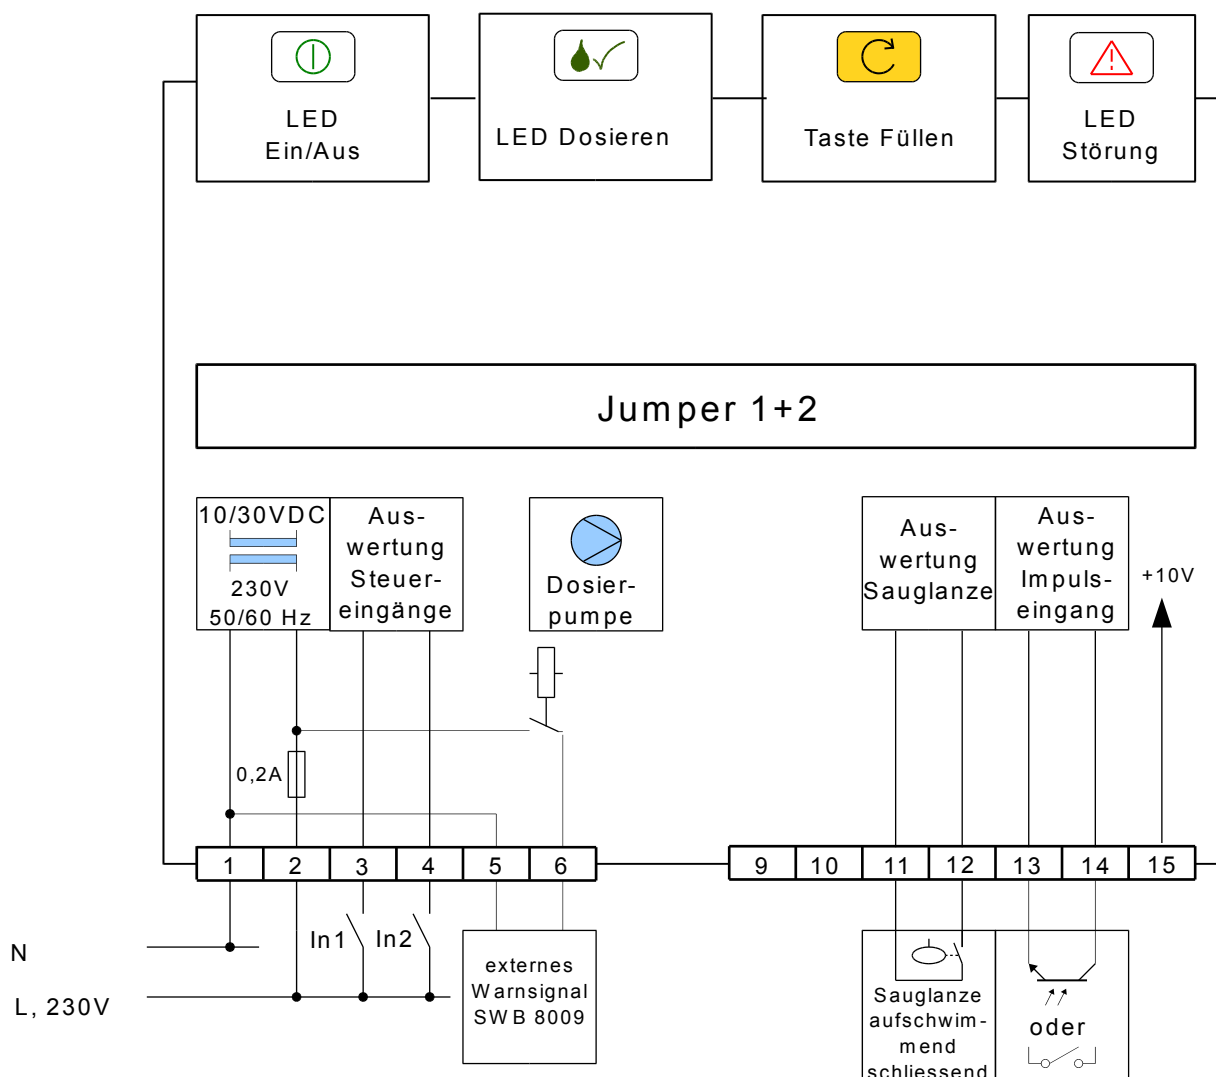 LED
Ein/Aus
LED Dosieren
Taste Füllen
LED
Störung
Jumper 1+2
10/30VDC
230V
50/60 Hz
Aus-
wertung
Steuer-
eingänge
Dosier-
pumpe
Aus-
wertung
Sauglanze
Aus-
wertung
Impuls-
eingang
+10V
0,2A
1 2 3 4 5 6 9 10 11 12 13 14 15
In1 In2
N
L, 230V
externes
Warnsignal
SWB 8009
Sauglanze
aufschwim-
mend
schliessend
oder